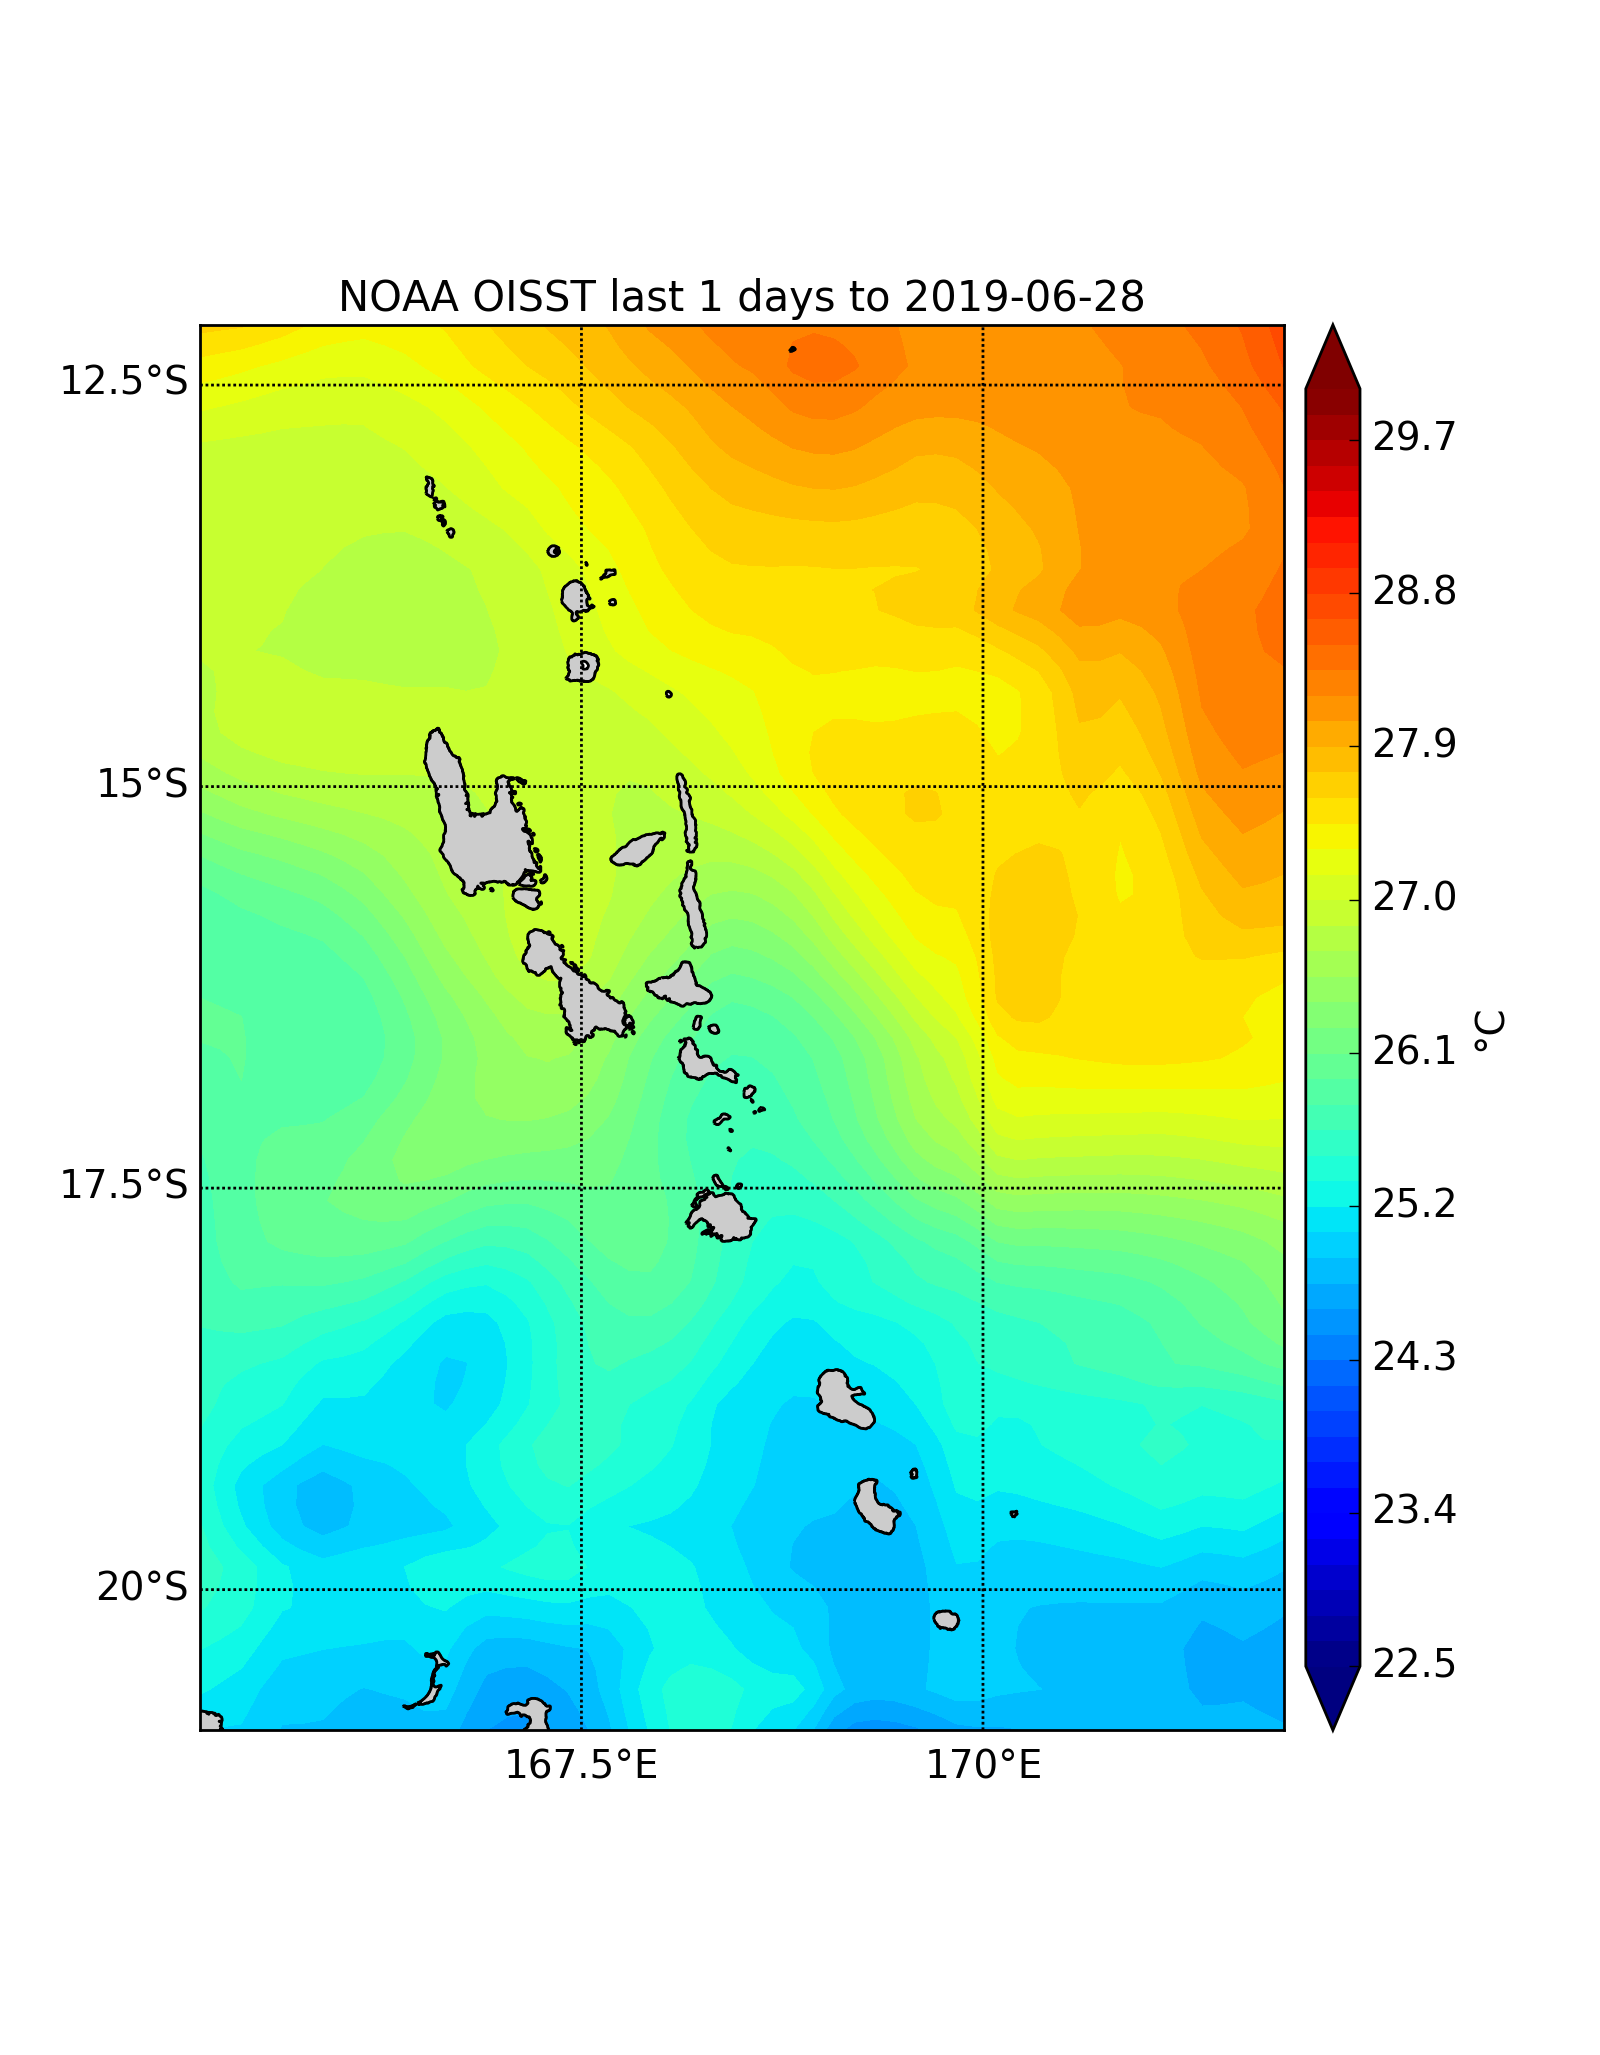 NOAA OISST last 1 days to 2019-06-28
12.5°S
15°S
17.5°S
20°S
167.5°E
170°E
29.7
28.8
27.9
27.0
26.1
25.2
24.3
23.4
22.5
°C